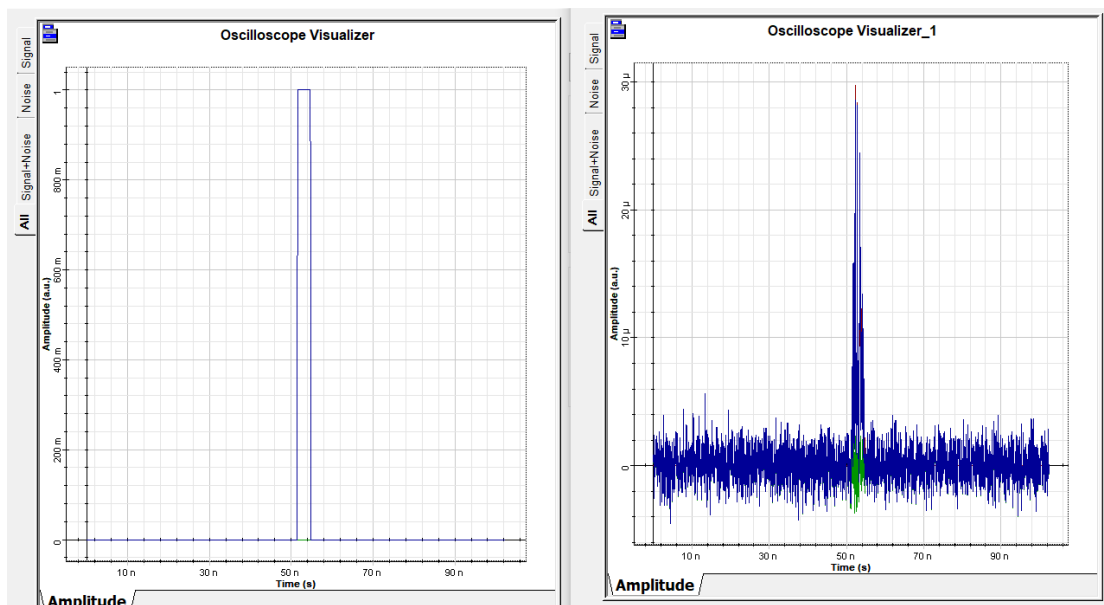 Oscilloscope Visualizer
Signal
Noise
Signal+Noise
All
Amplitude (a.u.)
1
800 m
600 m
400 m
200 m
0
10 n 30 n 50 n 70 n 90 n
Time (s)
Amplitude
Oscilloscope Visualizer_1
Signal
Noise
Signal+Noise
All
Amplitude (a.u.)
30 µ
20 µ
10 µ
0
10 n 30 n 50 n 70 n 90 n
Time (s)
Amplitude